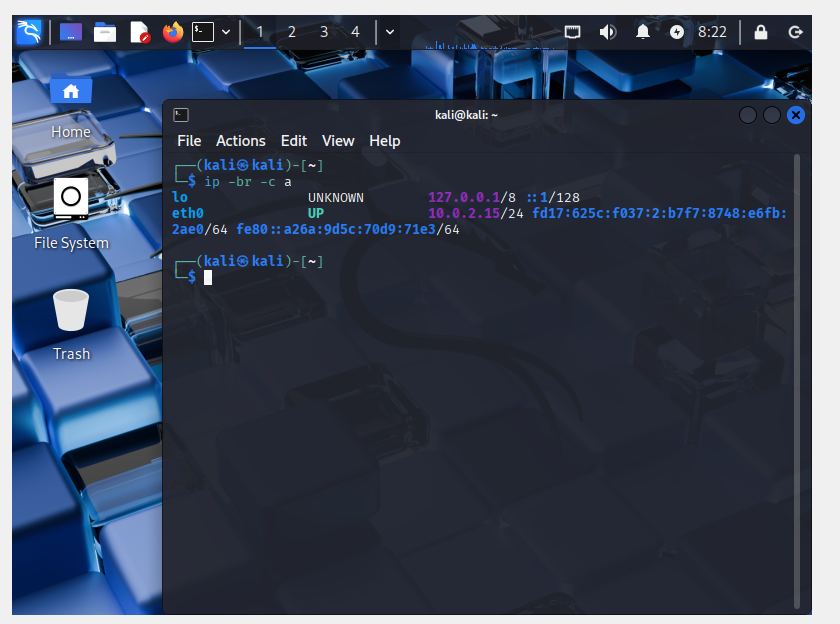 1 2 3 4 8:22
Home
File System
Trash
kali@kali: ~
File Actions Edit View Help
┌──(kali㉿kali)-[~]
└─$ ip -br -c a
lo UNKNOWN 127.0.0.1/8 ::1/128
eth0 UP 10.0.2.15/24 fd17:625c:f037:2:b7f7:8748:e6fb:
2ae0/64 fe80::a26a:9d5c:70d9:71e3/64
┌──(kali㉿kali)-[~]
└─$